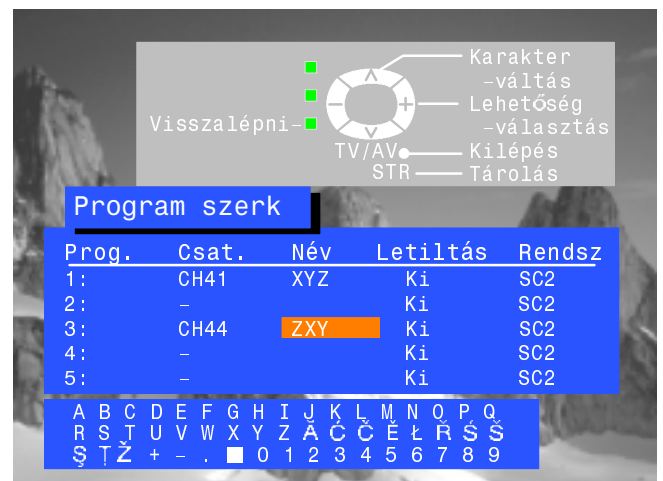 Karakter
–váltás
Lehetőség
Visszalépni–
–választás
TV/AV Kilépés
STR Tárolás
Program szerk
Prog. Csat. Név Letiltás Rendsz
1: CH41 XYZ Ki SC2
2: – Ki SC2
3: CH44 ZXY Ki SC2
4: – Ki SC2
5: – Ki SC2
A B C D E F G H I J K L M N O P Q
R S T U V W X Y Z Ă Ć Č Ě Ł Ř Ś Š
Ş Ţ Ž + – . 0 1 2 3 4 5 6 7 8 9